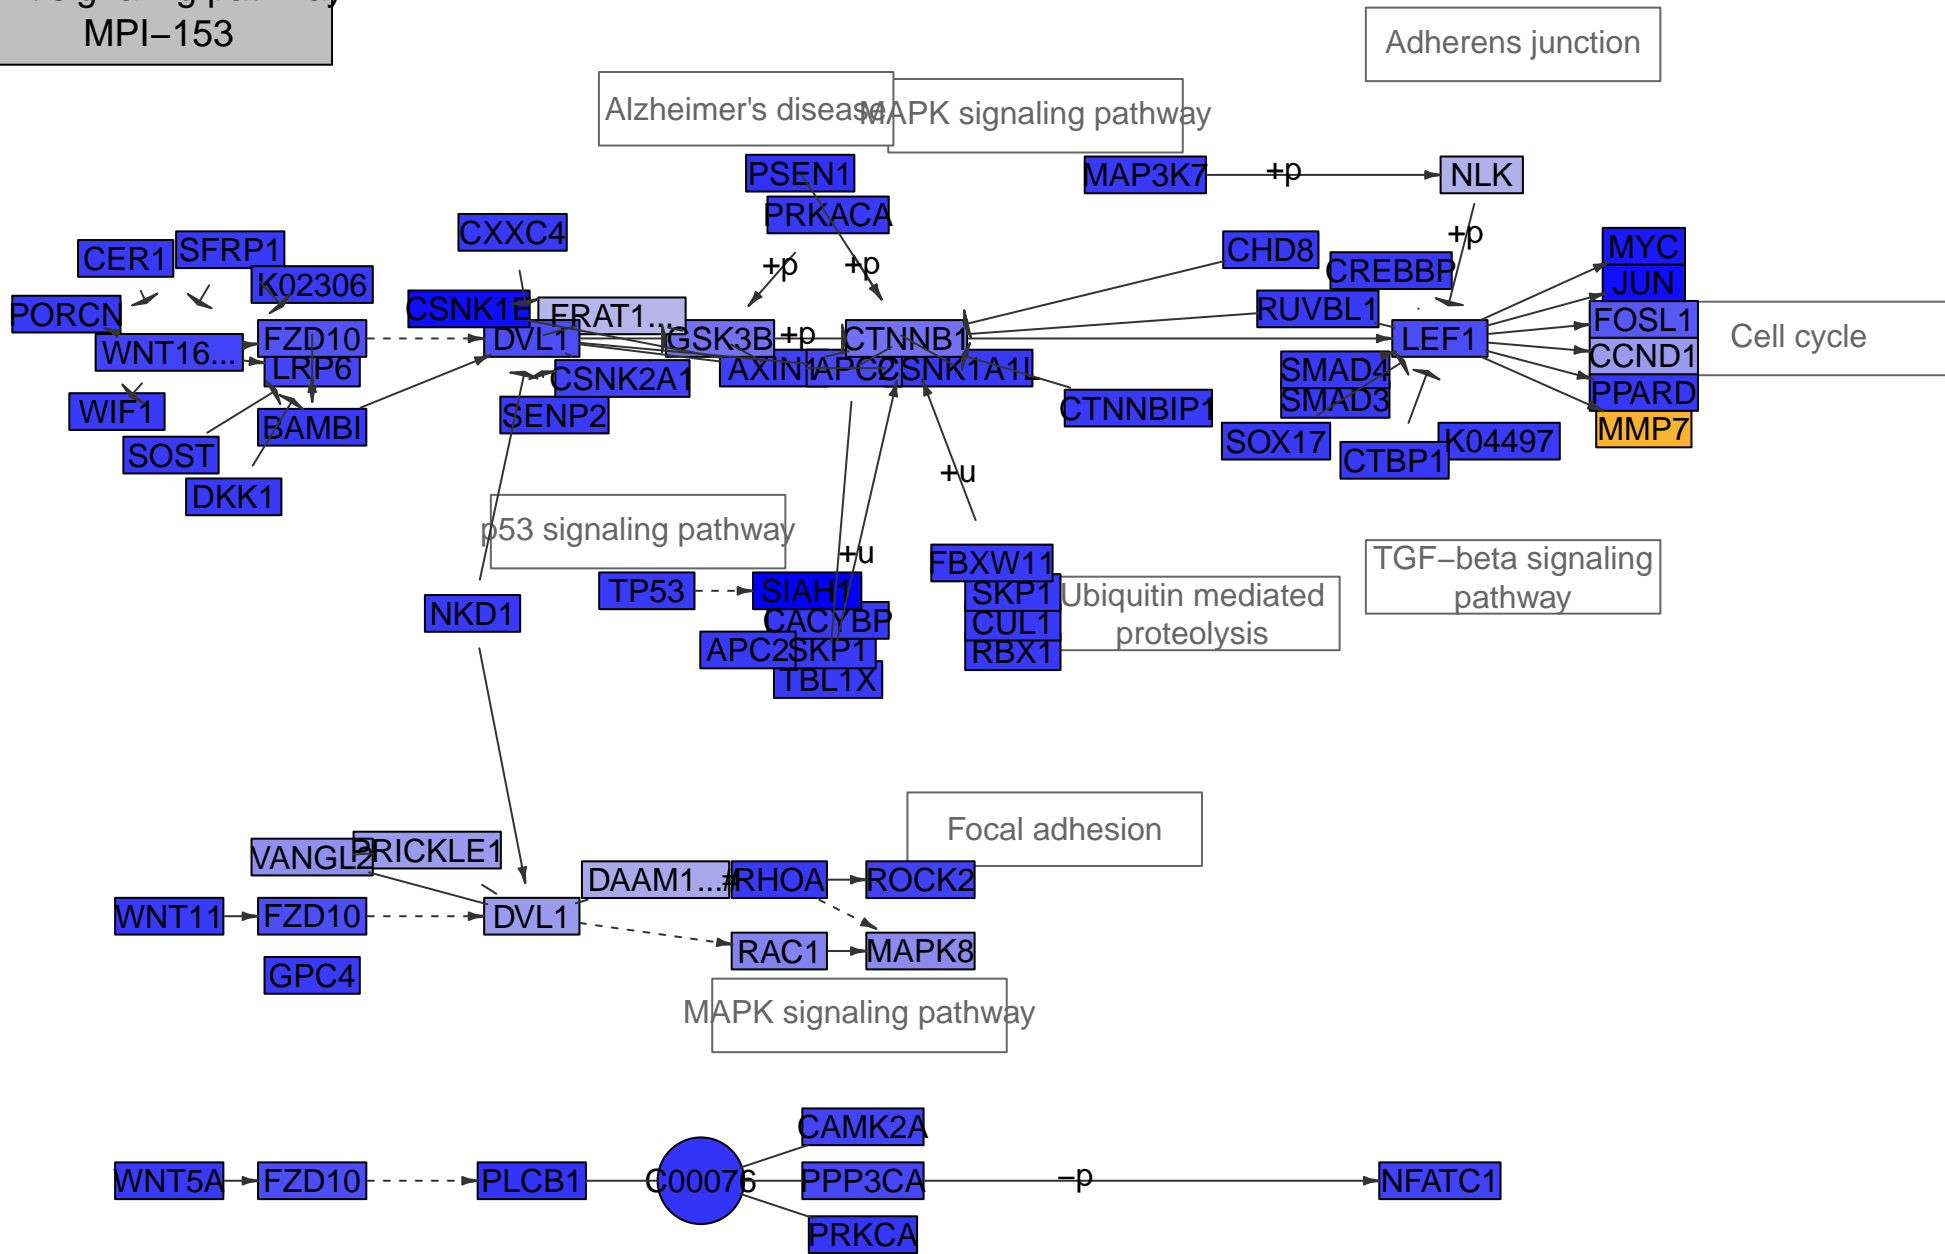 signaling pathway
MPI−153
Adherens junction
Alzheimer's disease
MAPK signaling pathway
PSEN1
PRKACA
MAP3K7
+p
NLK
CXXC4
CER1
SFRP1
K02306
PORCN
WNT16...
FZD10
LRP6
WIF1
SOST
BAMBI
DKK1
CSNK1E
FRAT1...
DVL1
GSK3B
+p
+p
+p
CTNNB1
AXIN1
APC2
CSNK1A1L
CSNK2A1
SENP2
CHD8
CREBBP
+p
RUVBL1
LEF1
SMAD4
SMAD3
CTNNBIP1
SOX17
CTBP1
K04497
MYC
JUN
FOSL1
CCND1
PPARD
MMP7
Cell cycle
+u
p53 signaling pathway
+u
TP53
SIAH1
CACYBP
APC2
SKP1
TBL1X
FBXW11
SKP1
CUL1
RBX1
Ubiquitin mediated
proteolysis
TGF−beta signaling
pathway
NKD1
Focal adhesion
VANGL2
PRICKLE1
DAAM1...
RHOA
ROCK2
WNT11
FZD10
DVL1
RAC1
MAPK8
GPC4
MAPK signaling pathway
CAMK2A
WNT5A
FZD10
PLCB1
C00076
PPP3CA
−p
NFATC1
PRKCA